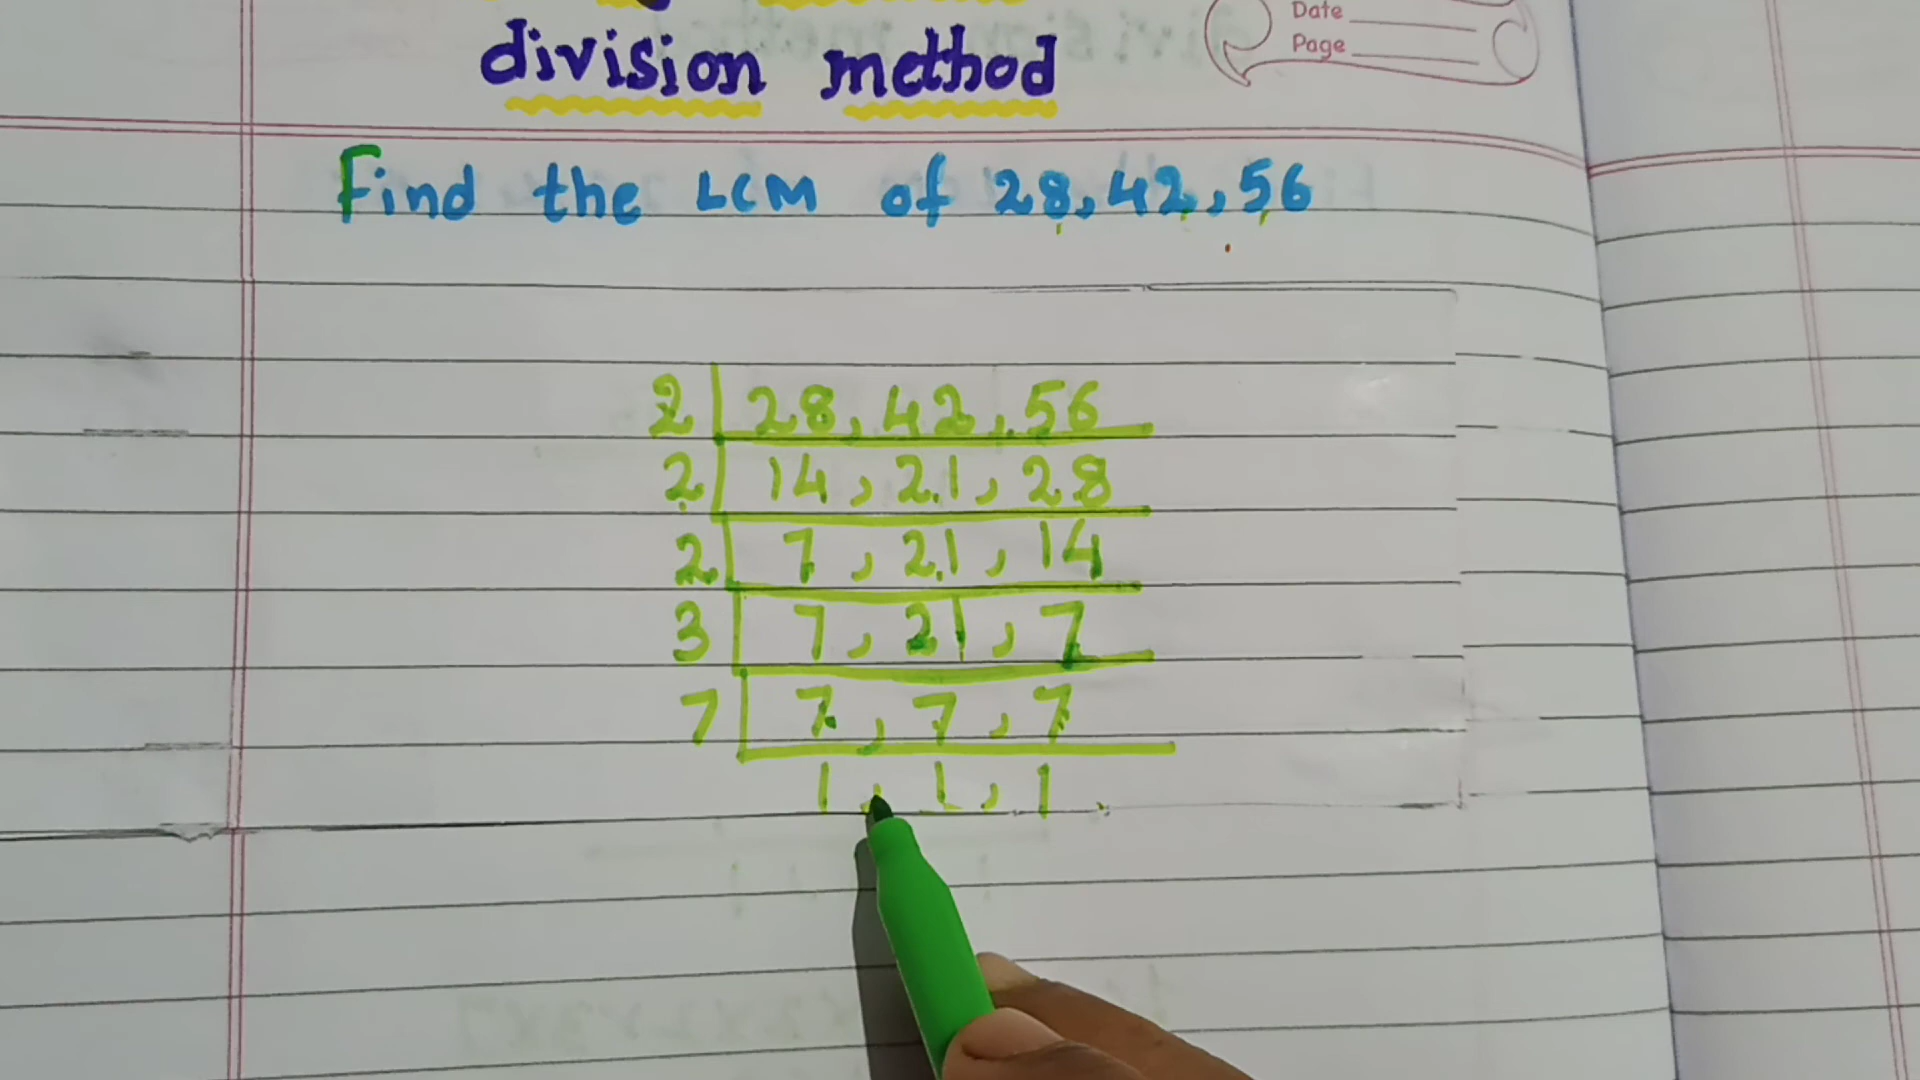 Date
Page
division method
Find the LCM of 28, 42, 56
2 28, 42, 56
2 14, 21, 28
2 7, 21, 14
3 7, 21, 7
7 7, 7, 7
1, 1, 1